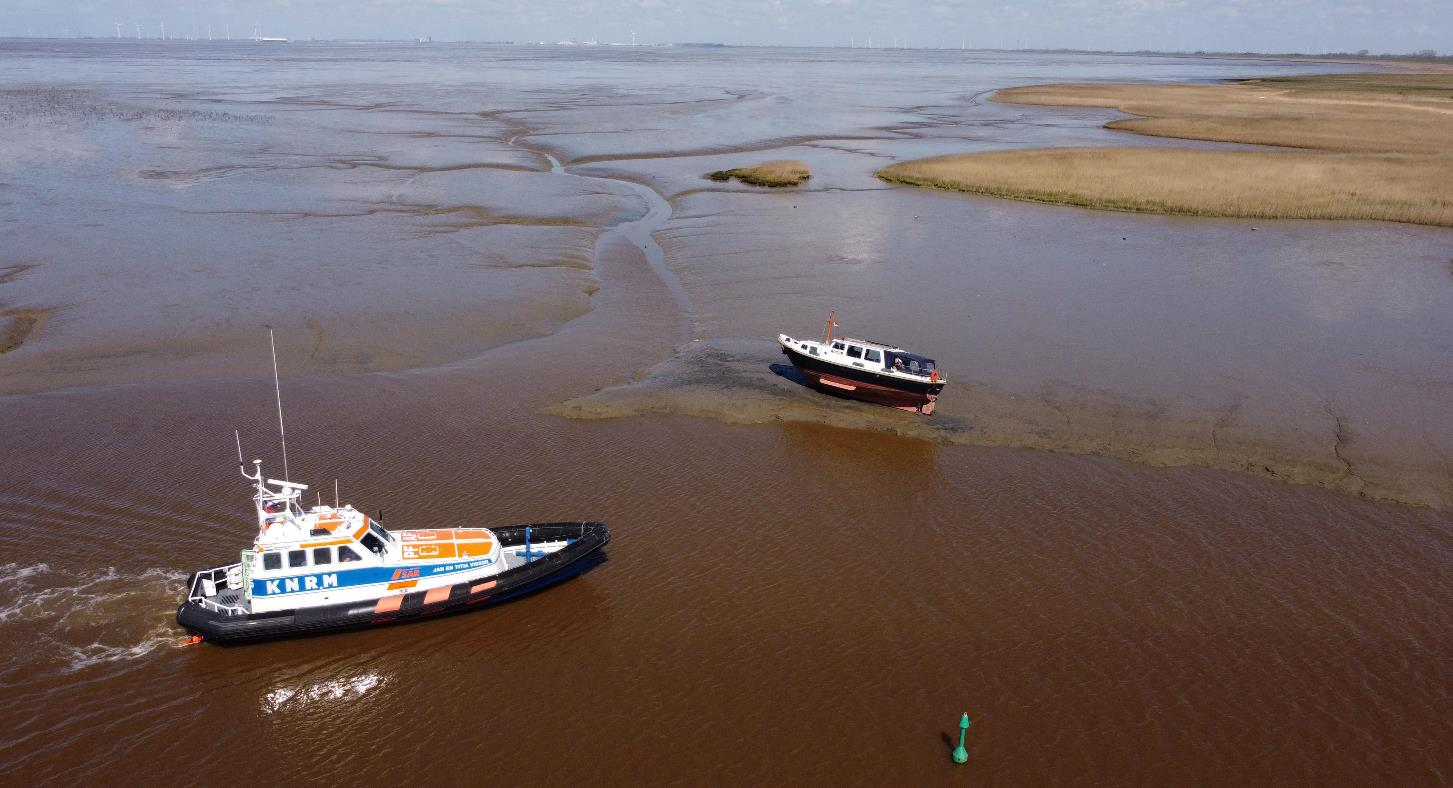 KNRM
SAR
JAN EN TITIA VISSER